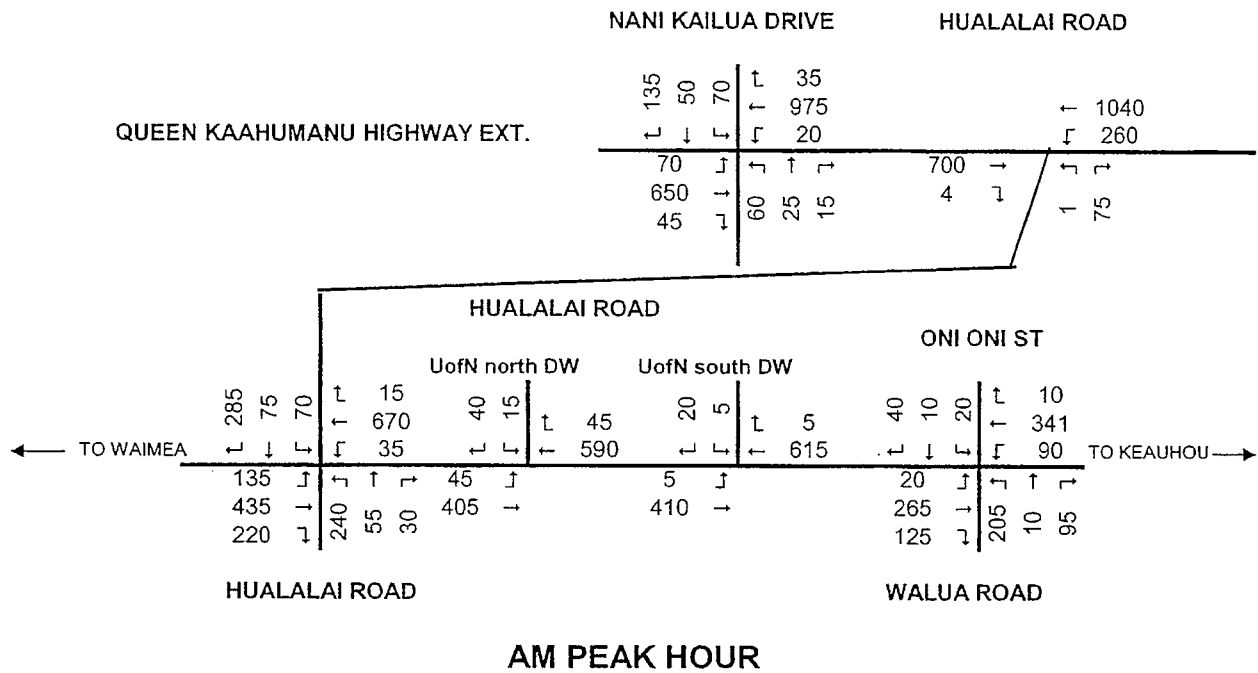 NANI KAILUA DRIVE HUALALAI ROAD
135 50 70 35
975 1040
QUEEN KAAHUMANU HIGHWAY EXT. 20 260
70 700
650 60 25 15 4 1 75
45
HUALALAI ROAD
ONI ONI ST
UofN north DW UofN south DW
285 75 70 15 40 15 45 20 5 5 40 10 20 10
670 590 615 341
TO WAIMEA 35 90 TO KEAUHOU
135 45 5 20
435 240 55 30 405 410 265 205 10 95
220 125
HUALALAI ROAD WALUA ROAD
AM PEAK HOUR